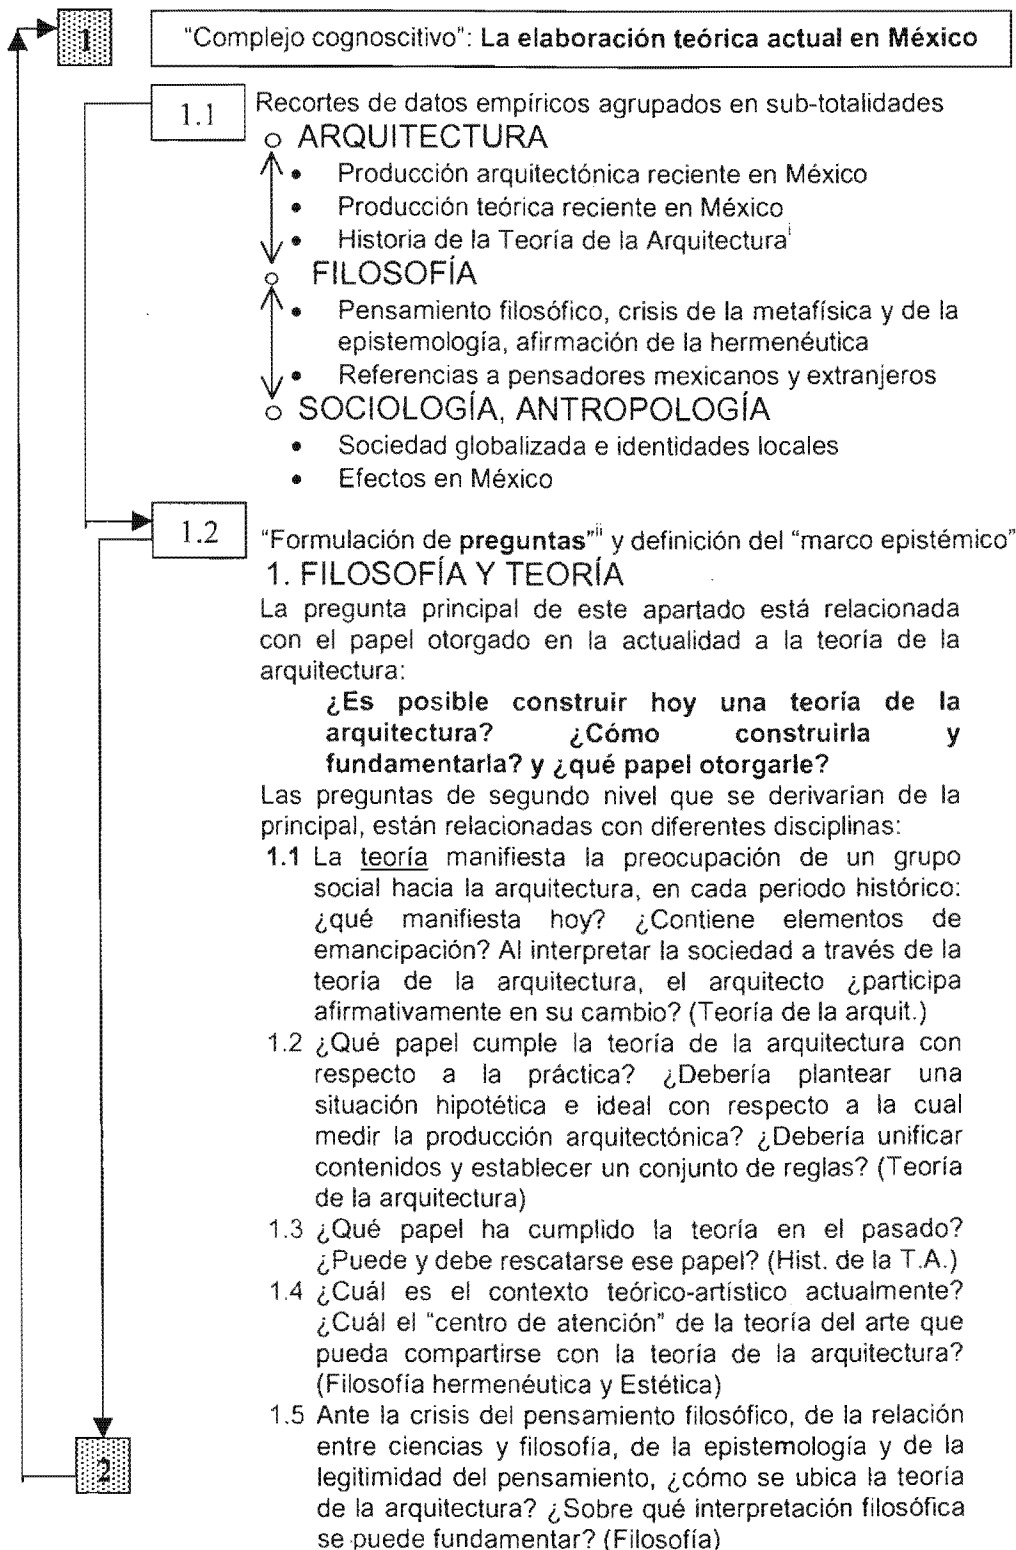 1 "Complejo cognoscitivo": La elaboración teórica actual en México
1.1 Recortes de datos empíricos agrupados en sub-totalidades
o ARQUITECTURA
• Producción arquitectónica reciente en México
• Producción teórica reciente en México
• Historia de la Teoría de la Arquitecturaⁱ
o FILOSOFÍA
• Pensamiento filosófico, crisis de la metafísica y de la
epistemología, afirmación de la hermenéutica
• Referencias a pensadores mexicanos y extranjeros
o SOCIOLOGÍA, ANTROPOLOGÍA
• Sociedad globalizada e identidades locales
• Efectos en México
1.2 "Formulación de preguntas"ⁱⁱ y definición del "marco epistémico"
1. FILOSOFÍA Y TEORÍA
La pregunta principal de este apartado está relacionada
con el papel otorgado en la actualidad a la teoría de la
arquitectura:
¿Es posible construir hoy una teoría de la
arquitectura? ¿Cómo construirla y
fundamentarla? y ¿qué papel otorgarle?
Las preguntas de segundo nivel que se derivarían de la
principal, están relacionadas con diferentes disciplinas:
1.1 La teoría manifiesta la preocupación de un grupo
social hacia la arquitectura, en cada periodo histórico:
¿qué manifiesta hoy? ¿Contiene elementos de
emancipación? Al interpretar la sociedad a través de la
teoría de la arquitectura, el arquitecto ¿participa
afirmativamente en su cambio? (Teoría de la arquit.)
1.2 ¿Qué papel cumple la teoría de la arquitectura con
respecto a la práctica? ¿Debería plantear una
situación hipotética e ideal con respecto a la cual
medir la producción arquitectónica? ¿Debería unificar
contenidos y establecer un conjunto de reglas? (Teoría
de la arquitectura)
1.3 ¿Qué papel ha cumplido la teoría en el pasado?
¿Puede y debe rescatarse ese papel? (Hist. de la T.A.)
1.4 ¿Cuál es el contexto teórico-artístico actualmente?
¿Cuál el "centro de atención" de la teoría del arte que
pueda compartirse con la teoría de la arquitectura?
(Filosofía hermenéutica y Estética)
1.5 Ante la crisis del pensamiento filosófico, de la relación
entre ciencias y filosofía, de la epistemología y de la
2 legitimidad del pensamiento, ¿cómo se ubica la teoría
de la arquitectura? ¿Sobre qué interpretación filosófica
se puede fundamentar? (Filosofía)